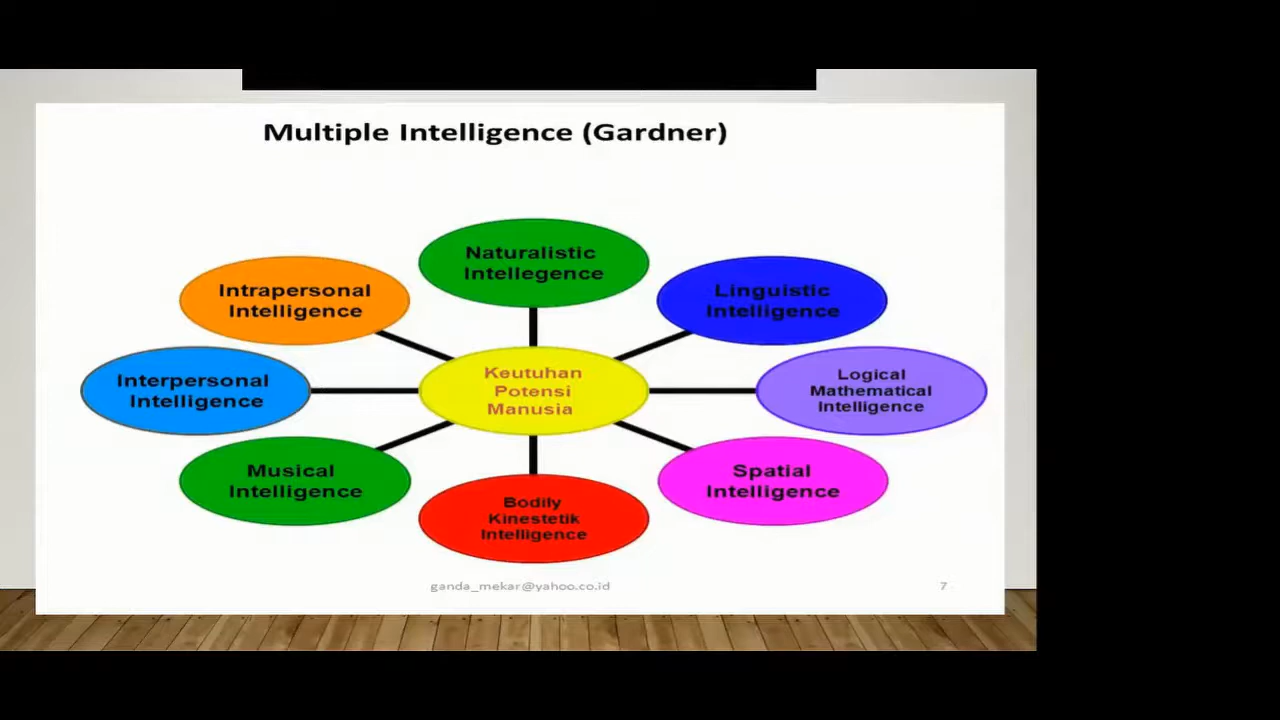 Multiple Intelligence (Gardner)
Naturalistic
Intellegence
Intrapersonal
Intelligence
Linguistic
Intelligence
Interpersonal
Intelligence
Keutuhan
Potensi
Manusia
Logical
Mathematical
Intelligence
Musical
Intelligence
Spatial
Intelligence
Bodily
Kinestetik
Intelligence
ganda_mekar@yahoo.co.id
7